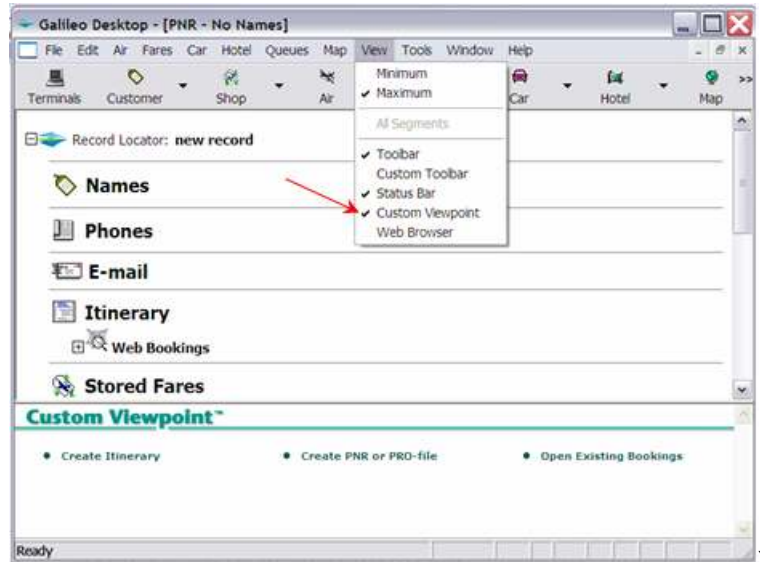 Galileo Desktop - [PNR - No Names]
File Edit Air Fares Car Hotel Queues Map View Tools Window Help
Terminals Customer Shop Air Car Hotel Map
Minimum
Maximum
All Segments
Toolbar
Custom Toolbar
Status Bar
Custom Viewpoint
Web Browser
Record Locator: new record
Names
Phones
E-mail
Itinerary
Web Bookings
Stored Fares
Custom Viewpoint™
Create Itinerary Create PNR or PRO-file Open Existing Bookings
Ready